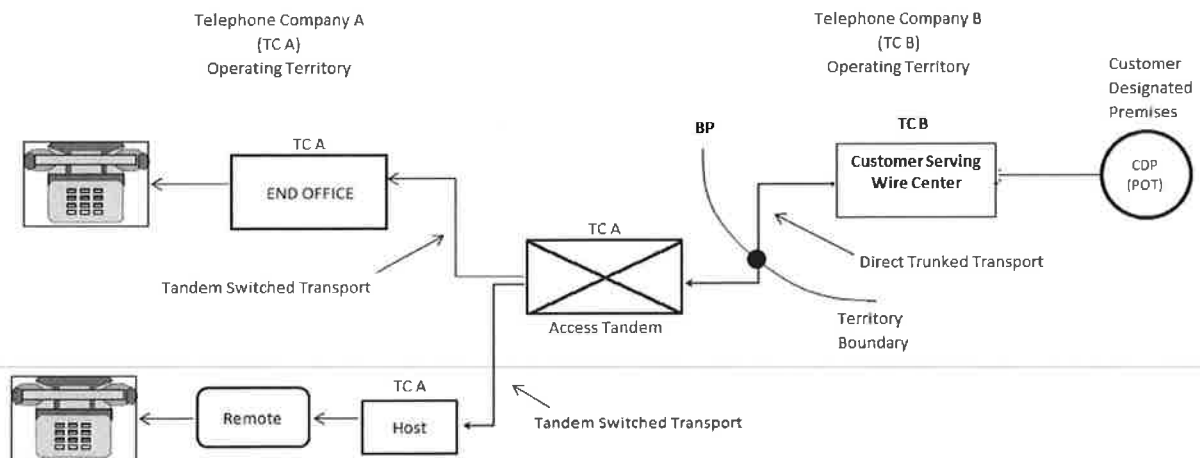 Telephone Company A
(TC A)
Operating Territory
Telephone Company B
(TC B)
Operating Territory
Customer
Designated
Premises
TC A
END OFFICE
BP
TC B
Customer Serving
Wire Center
CDP
(POT)
TC A
Tandem Switched Transport
Direct Trunked Transport
Access Tandem
Territory
Boundary
TC A
Remote
Host
Tandem Switched Transport